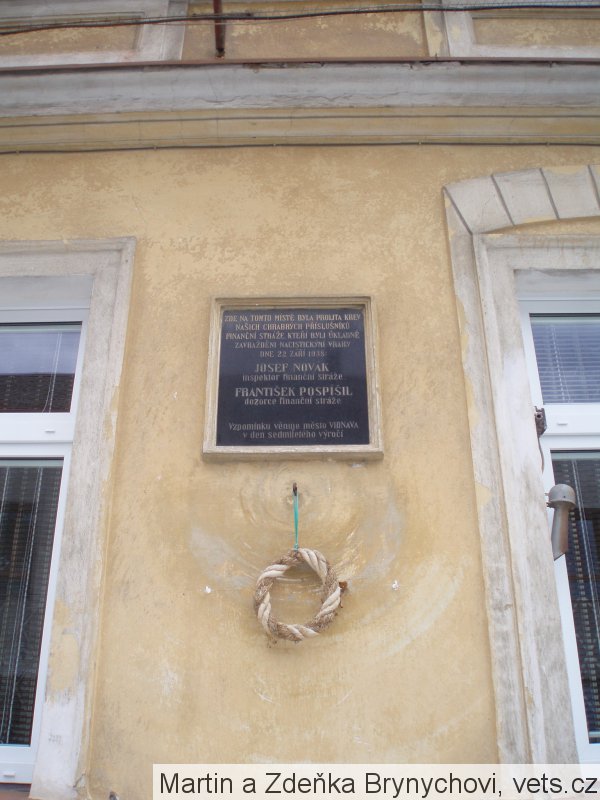 ZDE NA TOMTO MÍSTĚ BYLA PROLITA KREV
NAŠICH CHRABRÝCH PŘÍSLUŠNÍKŮ
FINANČNÍ STRÁŽE KTEŘÍ BYLI ÚKLADNĚ
ZAVRAŽDĚNI NACISTICKÝMI VRAHY
DNE 22 ZÁŘÍ 1938
JOSEF NOVÁK
inspektor finanční stráže
FRANTIŠEK POSPÍŠIL
dozorce finanční stráže
Vzpomínku věnuje město VIDNAVA
v den sedmiletého výročí
Martin a Zdeňka Brynychovi, vets.cz